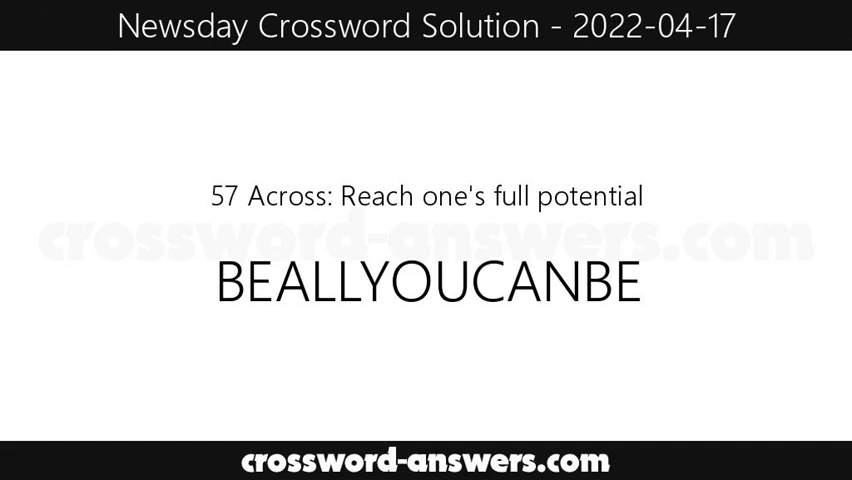 Newsday Crossword Solution - 2022-04-17
57 Across: Reach one's full potential
crossword-answers.com
BEALLYOUCANBE
crossword-answers.com